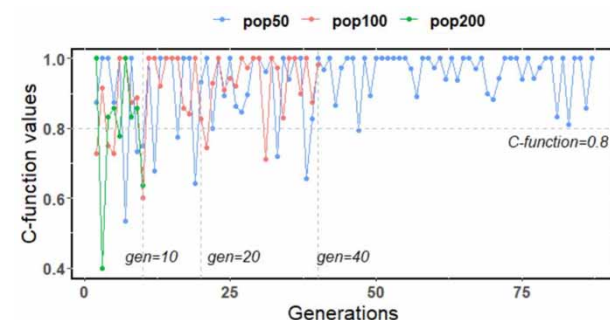 pop50 pop100 pop200
1.0
0.8
C-function=0.8
C-function values
0.6
gen=10 gen=20 gen=40
0.4
0 25 50 75
Generations